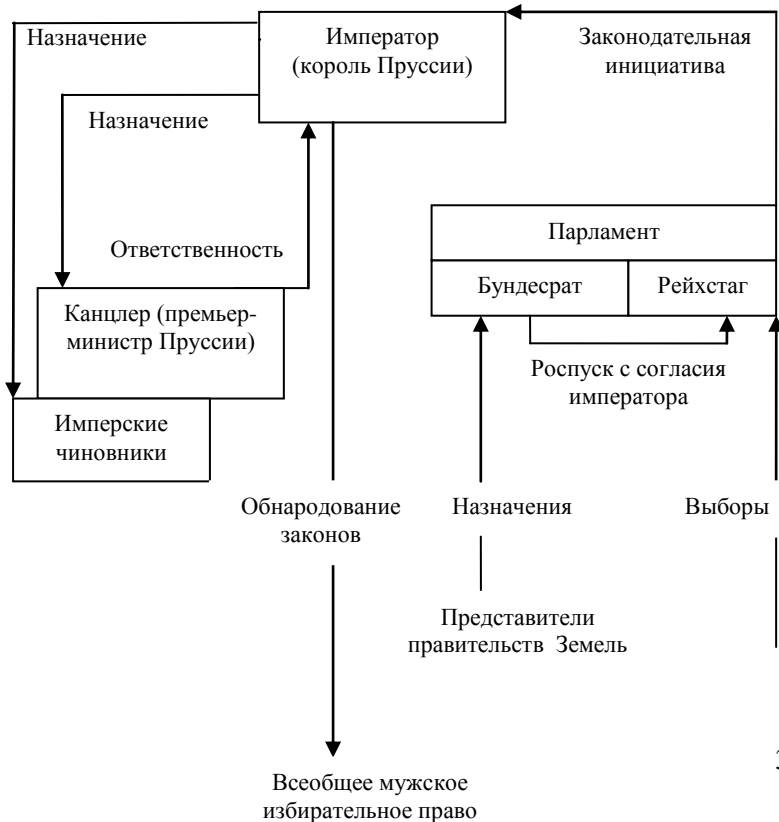 Назначение
Император
(король Пруссии)
Законодательная
инициатива
Назначение
Ответственность
Парламент
Бундесрат
Рейхстаг
Канцлер (премьер-
министр Пруссии)
Роспуск с согласия
императора
Имперские
чиновники
Обнародование
законов
Назначения
Выборы
Представители
правительств Земель
Всеобщее мужское
избирательное право